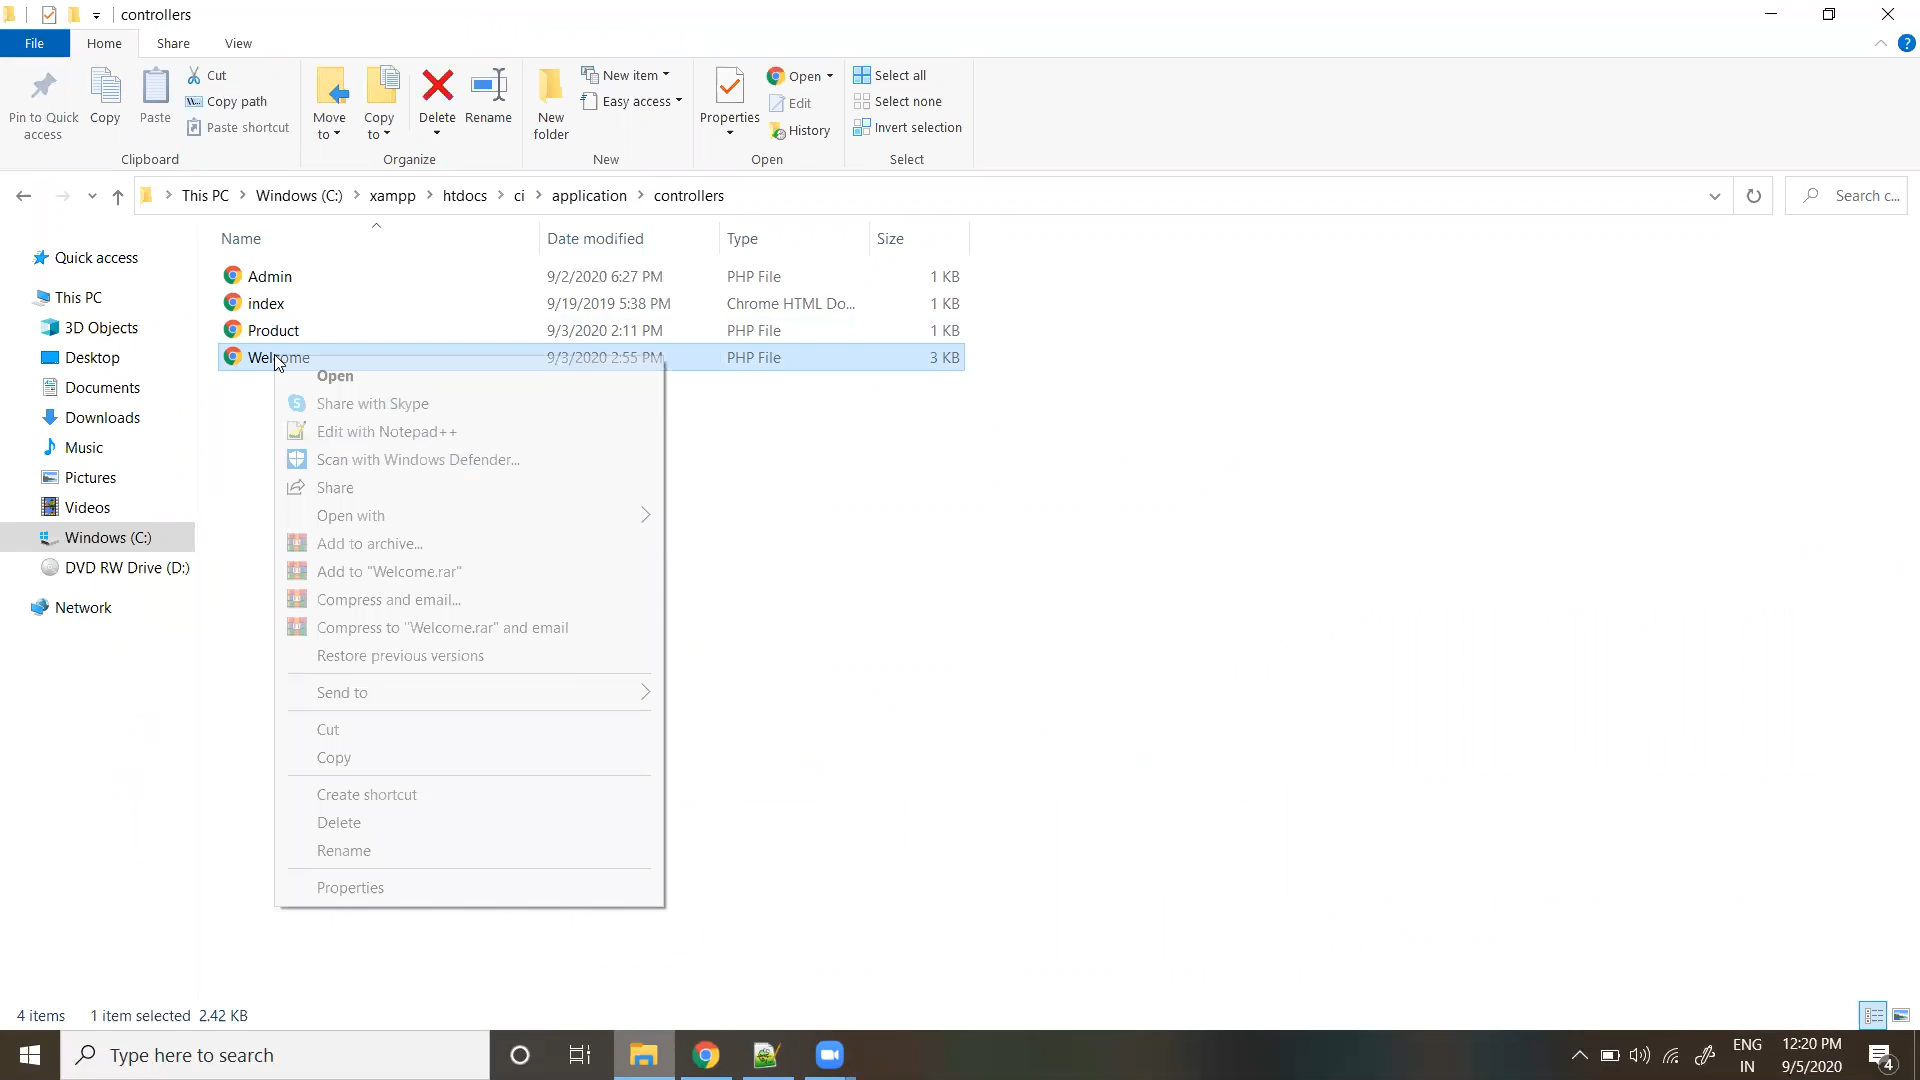 controllers
File Home Share View
Pin to Quick access
Copy
Paste
Cut
Copy path
Paste shortcut
Clipboard
Move to
Copy to
Delete
Rename
Organize
New folder
New item
Easy access
New
Properties
Open
Edit
History
Open
Select all
Select none
Invert selection
Select
This PC > Windows (C:) > xampp > htdocs > ci > application > controllers
Search c...
Name Date modified Type Size
Admin 9/2/2020 6:27 PM PHP File 1 KB
index 9/19/2019 5:38 PM Chrome HTML Do... 1 KB
Product 9/3/2020 2:11 PM PHP File 1 KB
Welcome 9/3/2020 2:55 PM PHP File 3 KB
Quick access
This PC
3D Objects
Desktop
Documents
Downloads
Music
Pictures
Videos
Windows (C:)
DVD RW Drive (D:)
Network
Open
Share with Skype
Edit with Notepad++
Scan with Windows Defender...
Share
Open with
Add to archive...
Add to "Welcome.rar"
Compress and email...
Compress to "Welcome.rar" and email
Restore previous versions
Send to
Cut
Copy
Create shortcut
Delete
Rename
Properties
4 items 1 item selected 2.42 KB
Type here to search
ENG
IN
12:20 PM
9/5/2020
4